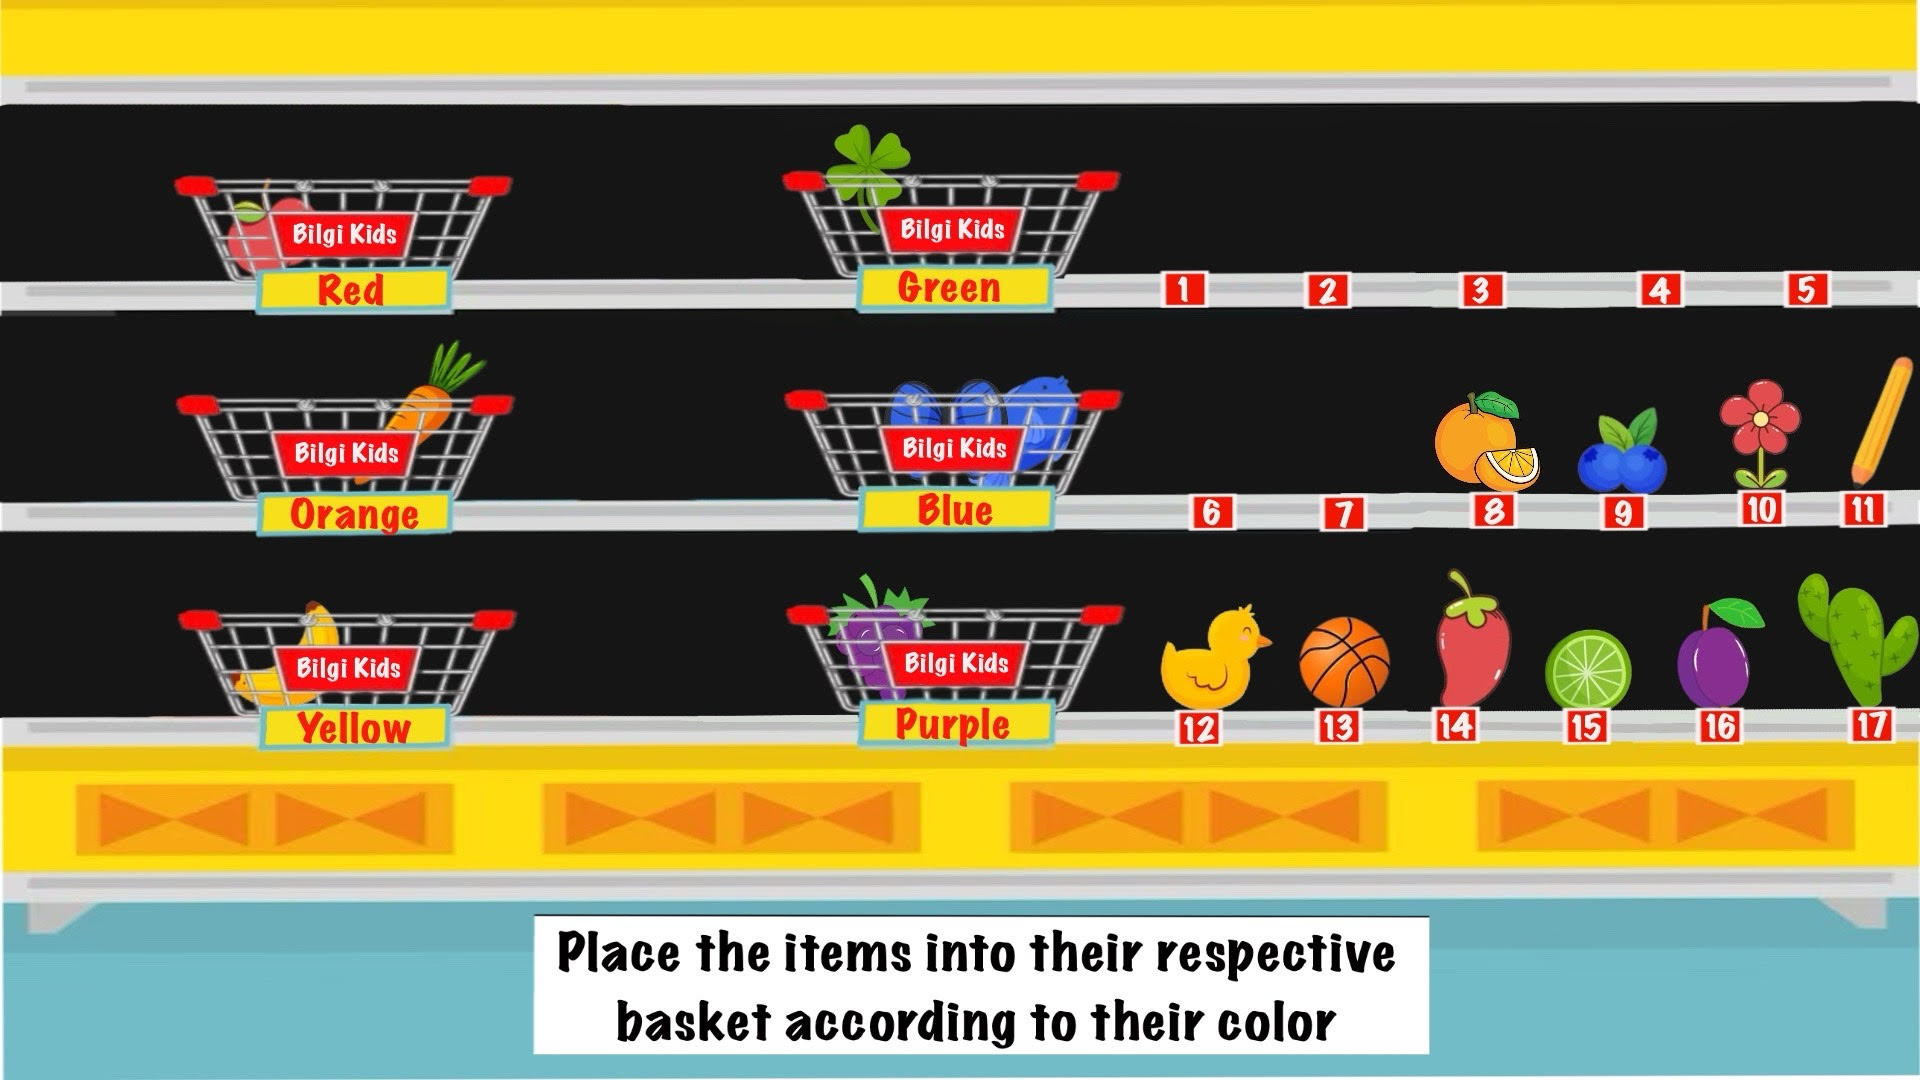 Bilgi Kids
Red
Bilgi Kids
Green
1
2
3
4
5
Bilgi Kids
Orange
Bilgi Kids
Blue
6
7
8
9
10
11
Bilgi Kids
Yellow
Bilgi Kids
Purple
12
13
14
15
16
17
Place the items into their respective
basket according to their color